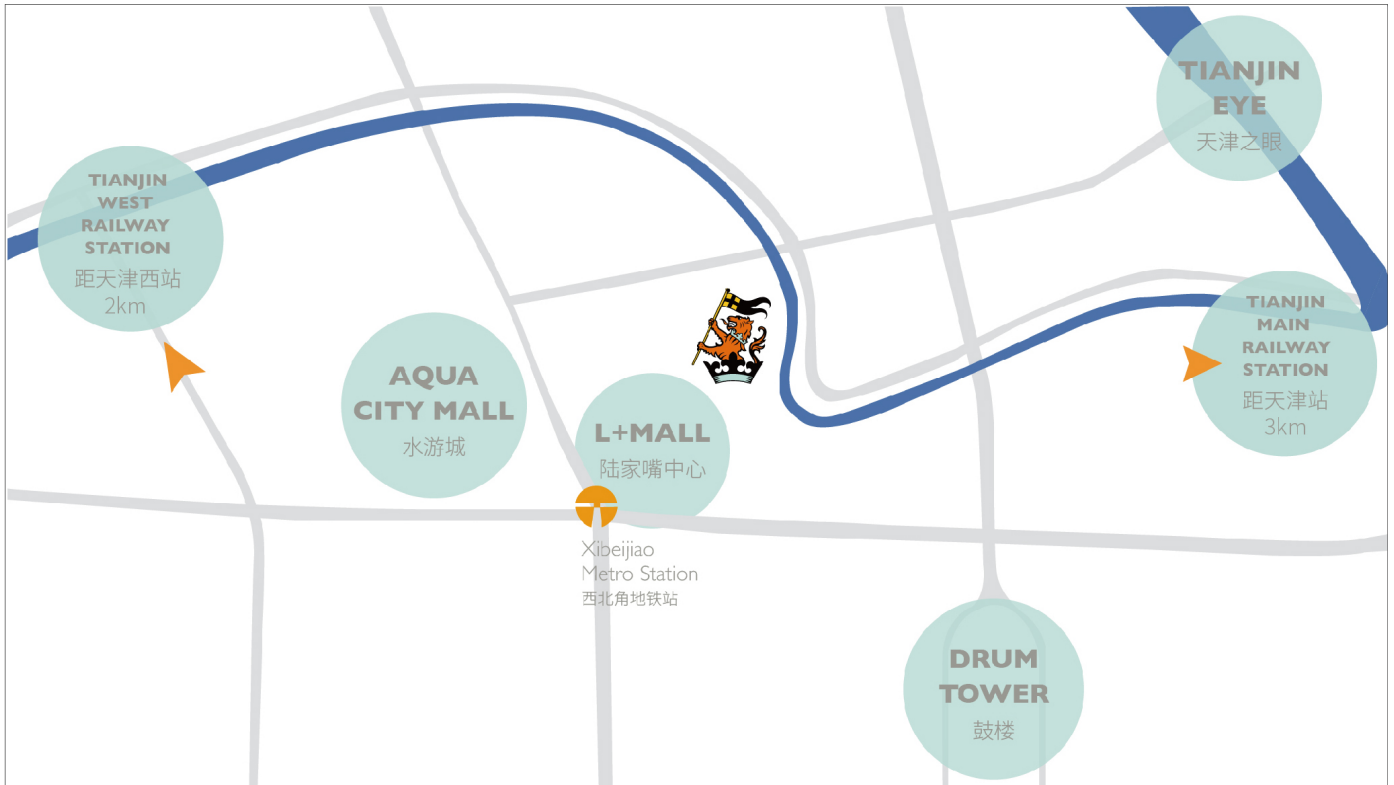 TIANJIN
EYE
天津之眼
TIANJIN
WEST
RAILWAY
STATION
距天津西站
2km
TIANJIN
MAIN
RAILWAY
STATION
距天津站
3km
AQUA
CITY MALL
水游城
L+MALL
陆家嘴中心
Xibeijiao
Metro Station
西北角地铁站
DRUM
TOWER
鼓楼